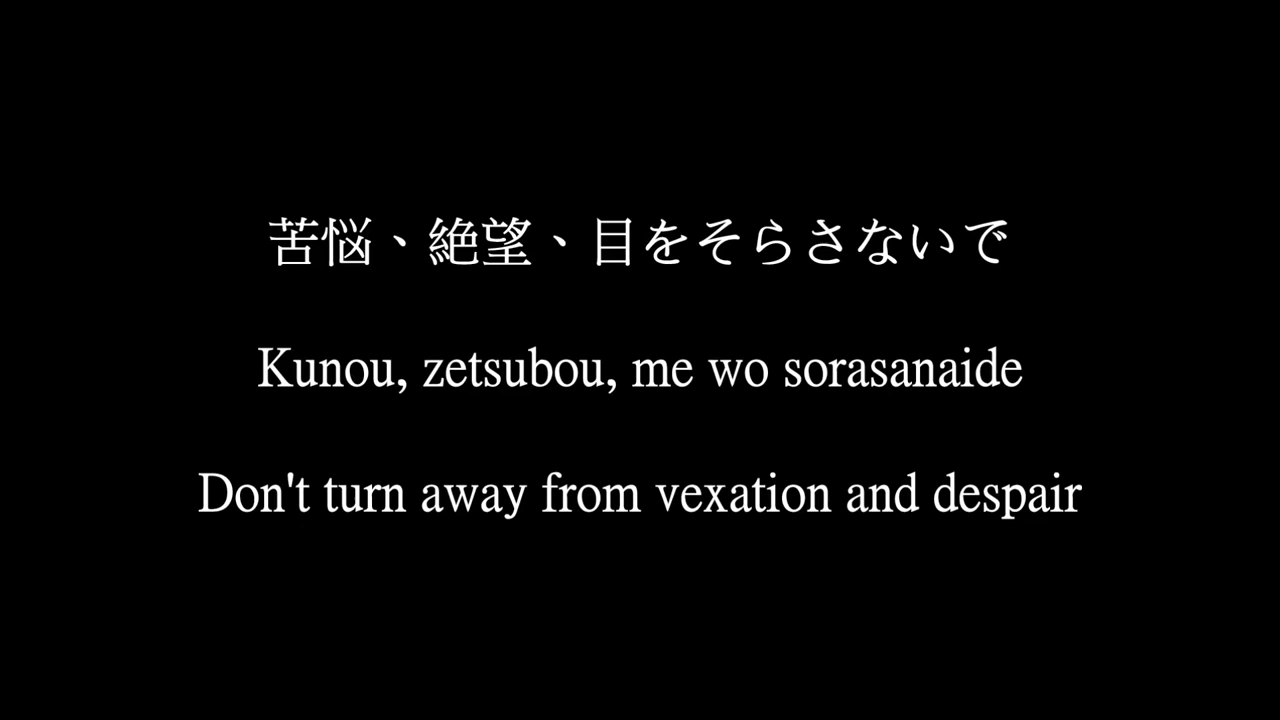 苦悩、絶望、目をそらさないで
Kunou, zetsubou, me wo sorasanaide
Don't turn away from vexation and despair